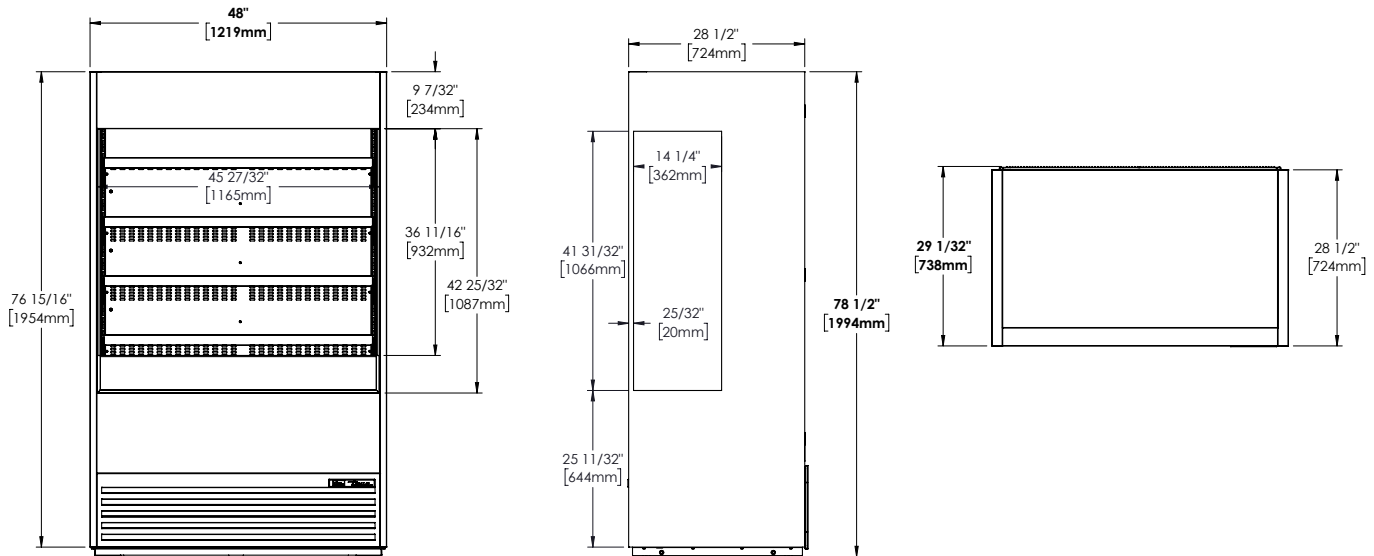 48"
[1219mm]
9 7/32"
[234mm]
45 27/32"
[1165mm]
36 11/16"
[932mm]
42 25/32"
[1087mm]
76 15/16"
[1954mm]
28 1/2"
[724mm]
14 1/4"
[362mm]
41 31/32"
[1066mm]
25/32"
[20mm]
78 1/2"
[1994mm]
25 11/32"
[644mm]
29 1/32"
[738mm]
28 1/2"
[724mm]